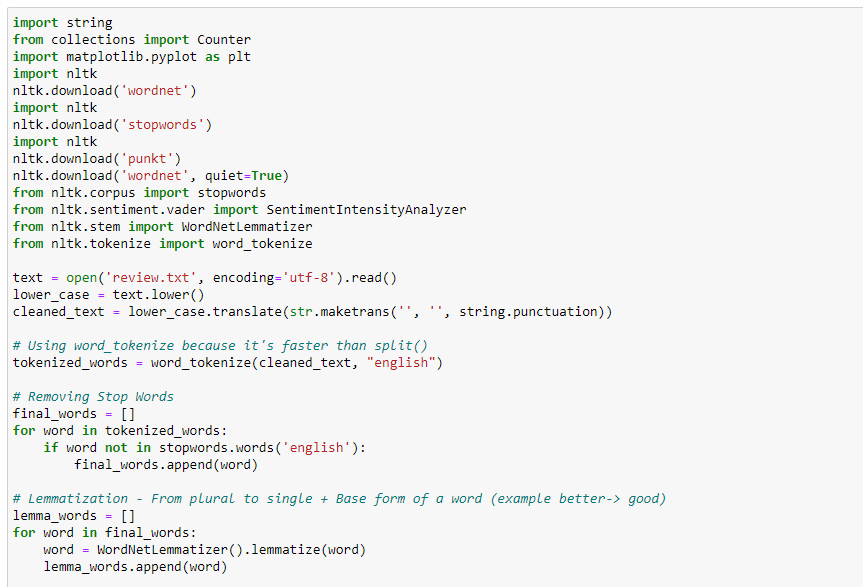 import string
from collections import Counter
import matplotlib.pyplot as plt
import nltk
nltk.download('wordnet')
import nltk
nltk.download('stopwords')
import nltk
nltk.download('punkt')
nltk.download('wordnet', quiet=True)
from nltk.corpus import stopwords
from nltk.sentiment.vader import SentimentIntensityAnalyzer
from nltk.stem import WordNetLemmatizer
from nltk.tokenize import word_tokenize

text = open('review.txt', encoding='utf-8').read()
lower_case = text.lower()
cleaned_text = lower_case.translate(str.maketrans('', '', string.punctuation))

# Using word_tokenize because it's faster than split()
tokenized_words = word_tokenize(cleaned_text, "english")

# Removing Stop Words
final_words = []
for word in tokenized_words:
    if word not in stopwords.words('english'):
        final_words.append(word)

# Lemmatization - From plural to single + Base form of a word (example better-> good)
lemma_words = []
for word in final_words:
    word = WordNetLemmatizer().lemmatize(word)
    lemma_words.append(word)